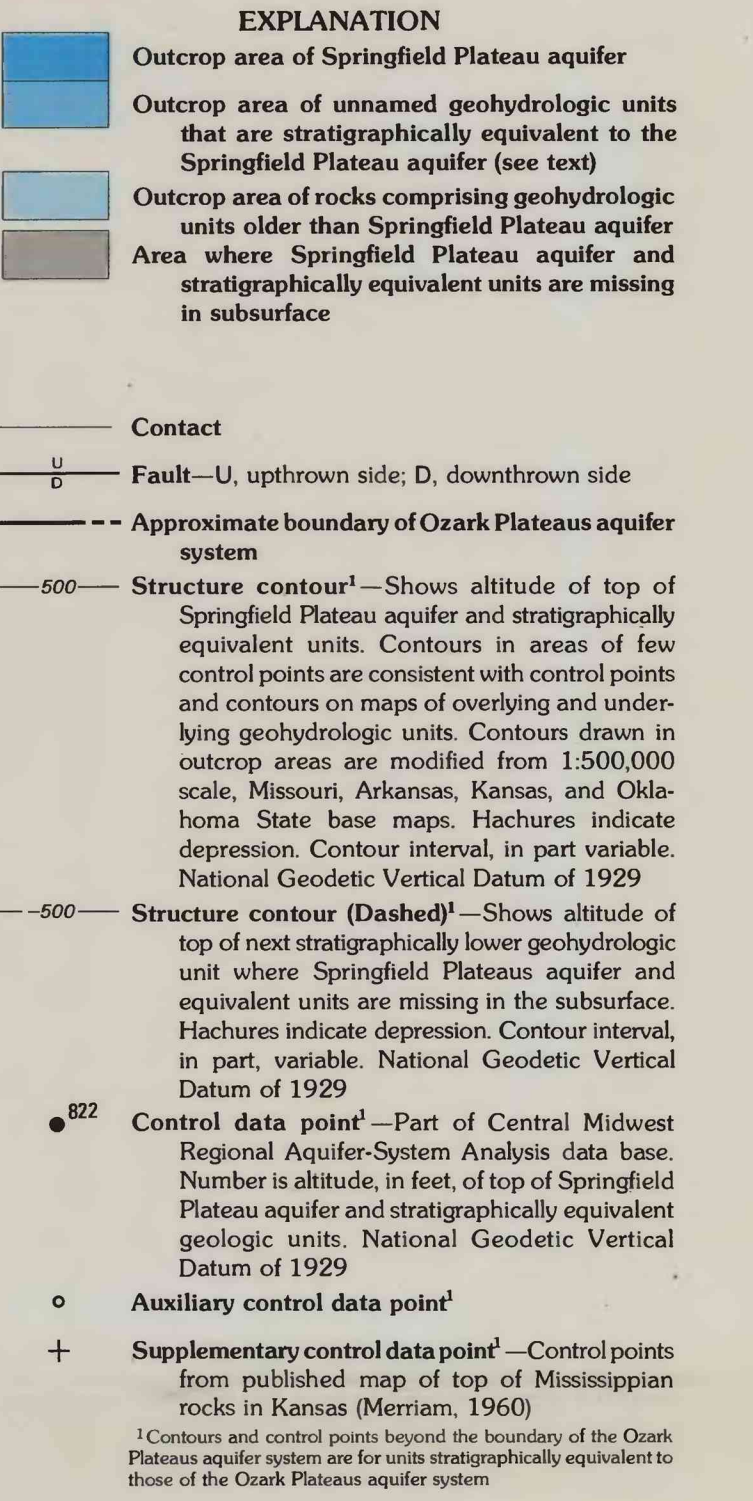 EXPLANATION
Outcrop area of Springfield Plateau aquifer
Outcrop area of unnamed geohydrologic units
that are stratigraphically equivalent to the
Springfield Plateau aquifer (see text)
Outcrop area of rocks comprising geohydrologic
units older than Springfield Plateau aquifer
Area where Springfield Plateau aquifer and
stratigraphically equivalent units are missing
in subsurface
Contact
U
D
Fault—U, upthrown side; D, downthrown side
Approximate boundary of Ozark Plateaus aquifer
system
500 Structure contour¹—Shows altitude of top of
Springfield Plateau aquifer and stratigraphically
equivalent units. Contours in areas of few
control points are consistent with control points
and contours on maps of overlying and under-
lying geohydrologic units. Contours drawn in
outcrop areas are modified from 1:500,000
scale, Missouri, Arkansas, Kansas, and Okla-
homa State base maps. Hachures indicate
depression. Contour interval, in part variable.
National Geodetic Vertical Datum of 1929
500 Structure contour (Dashed)¹—Shows altitude of
top of next stratigraphically lower geohydrologic
unit where Springfield Plateaus aquifer and
equivalent units are missing in the subsurface.
Hachures indicate depression. Contour interval,
in part, variable. National Geodetic Vertical
Datum of 1929
822 Control data point¹—Part of Central Midwest
Regional Aquifer-System Analysis data base.
Number is altitude, in feet, of top of Springfield
Plateau aquifer and stratigraphically equivalent
geologic units. National Geodetic Vertical
Datum of 1929
Auxiliary control data point¹
Supplementary control data point¹—Control points
from published map of top of Mississippian
rocks in Kansas (Merriam, 1960)
¹Contours and control points beyond the boundary of the Ozark
Plateaus aquifer system are for units stratigraphically equivalent to
those of the Ozark Plateaus aquifer system